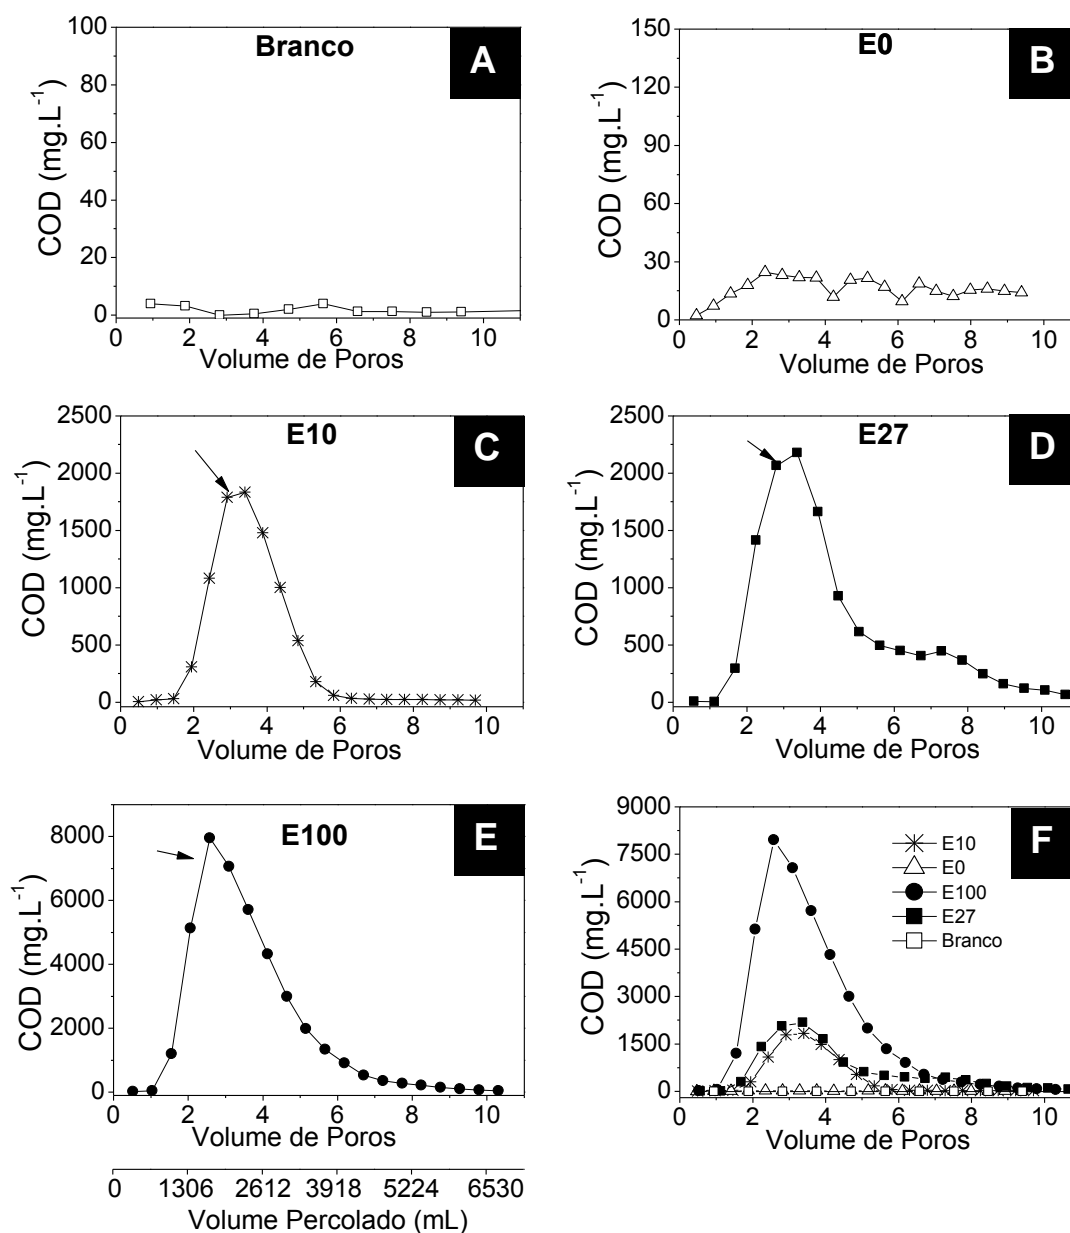 Branco
A
COD (mg.L⁻¹)
100
80
60
40
20
0
0 2 4 6 8 10
Volume de Poros
E0
B
COD (mg.L⁻¹)
150
120
90
60
30
0
0 2 4 6 8 10
Volume de Poros
E10
C
COD (mg.L⁻¹)
2500
2000
1500
1000
500
0
0 2 4 6 8 10
Volume de Poros
E27
D
COD (mg.L⁻¹)
2500
2000
1500
1000
500
0
0 2 4 6 8 10
Volume de Poros
E100
E
COD (mg.L⁻¹)
8000
6000
4000
2000
0
0 2 4 6 8 10
Volume de Poros
0 1306 2612 3918 5224 6530
Volume Percolado (mL)
F
COD (mg.L⁻¹)
9000
7500
6000
4500
3000
1500
0
E10
E0
E100
E27
Branco
0 2 4 6 8 10
Volume de Poros